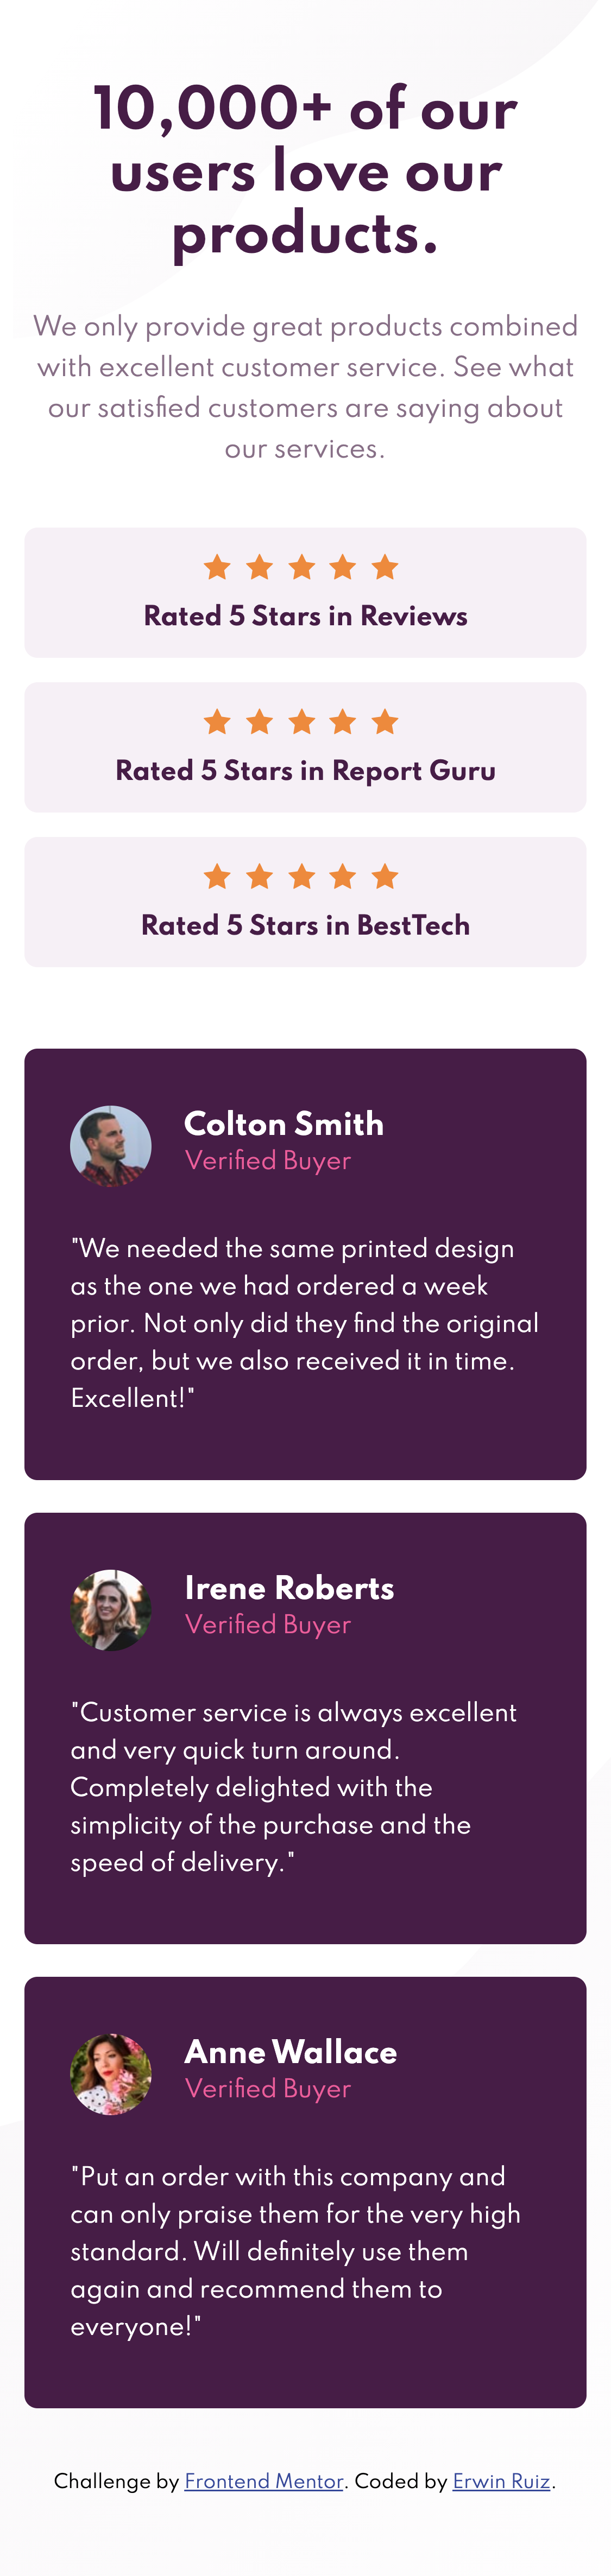 10,000+ of our
users love our
products.
We only provide great products combined
with excellent customer service. See what
our satisfied customers are saying about
our services.
Rated 5 Stars in Reviews
Rated 5 Stars in Report Guru
Rated 5 Stars in BestTech
Colton Smith
Verified Buyer
"We needed the same printed design
as the one we had ordered a week
prior. Not only did they find the original
order, but we also received it in time.
Excellent!"
Irene Roberts
Verified Buyer
"Customer service is always excellent
and very quick turn around.
Completely delighted with the
simplicity of the purchase and the
speed of delivery."
Anne Wallace
Verified Buyer
"Put an order with this company and
can only praise them for the very high
standard. Will definitely use them
again and recommend them to
everyone!"
Challenge by Frontend Mentor. Coded by Erwin Ruiz.